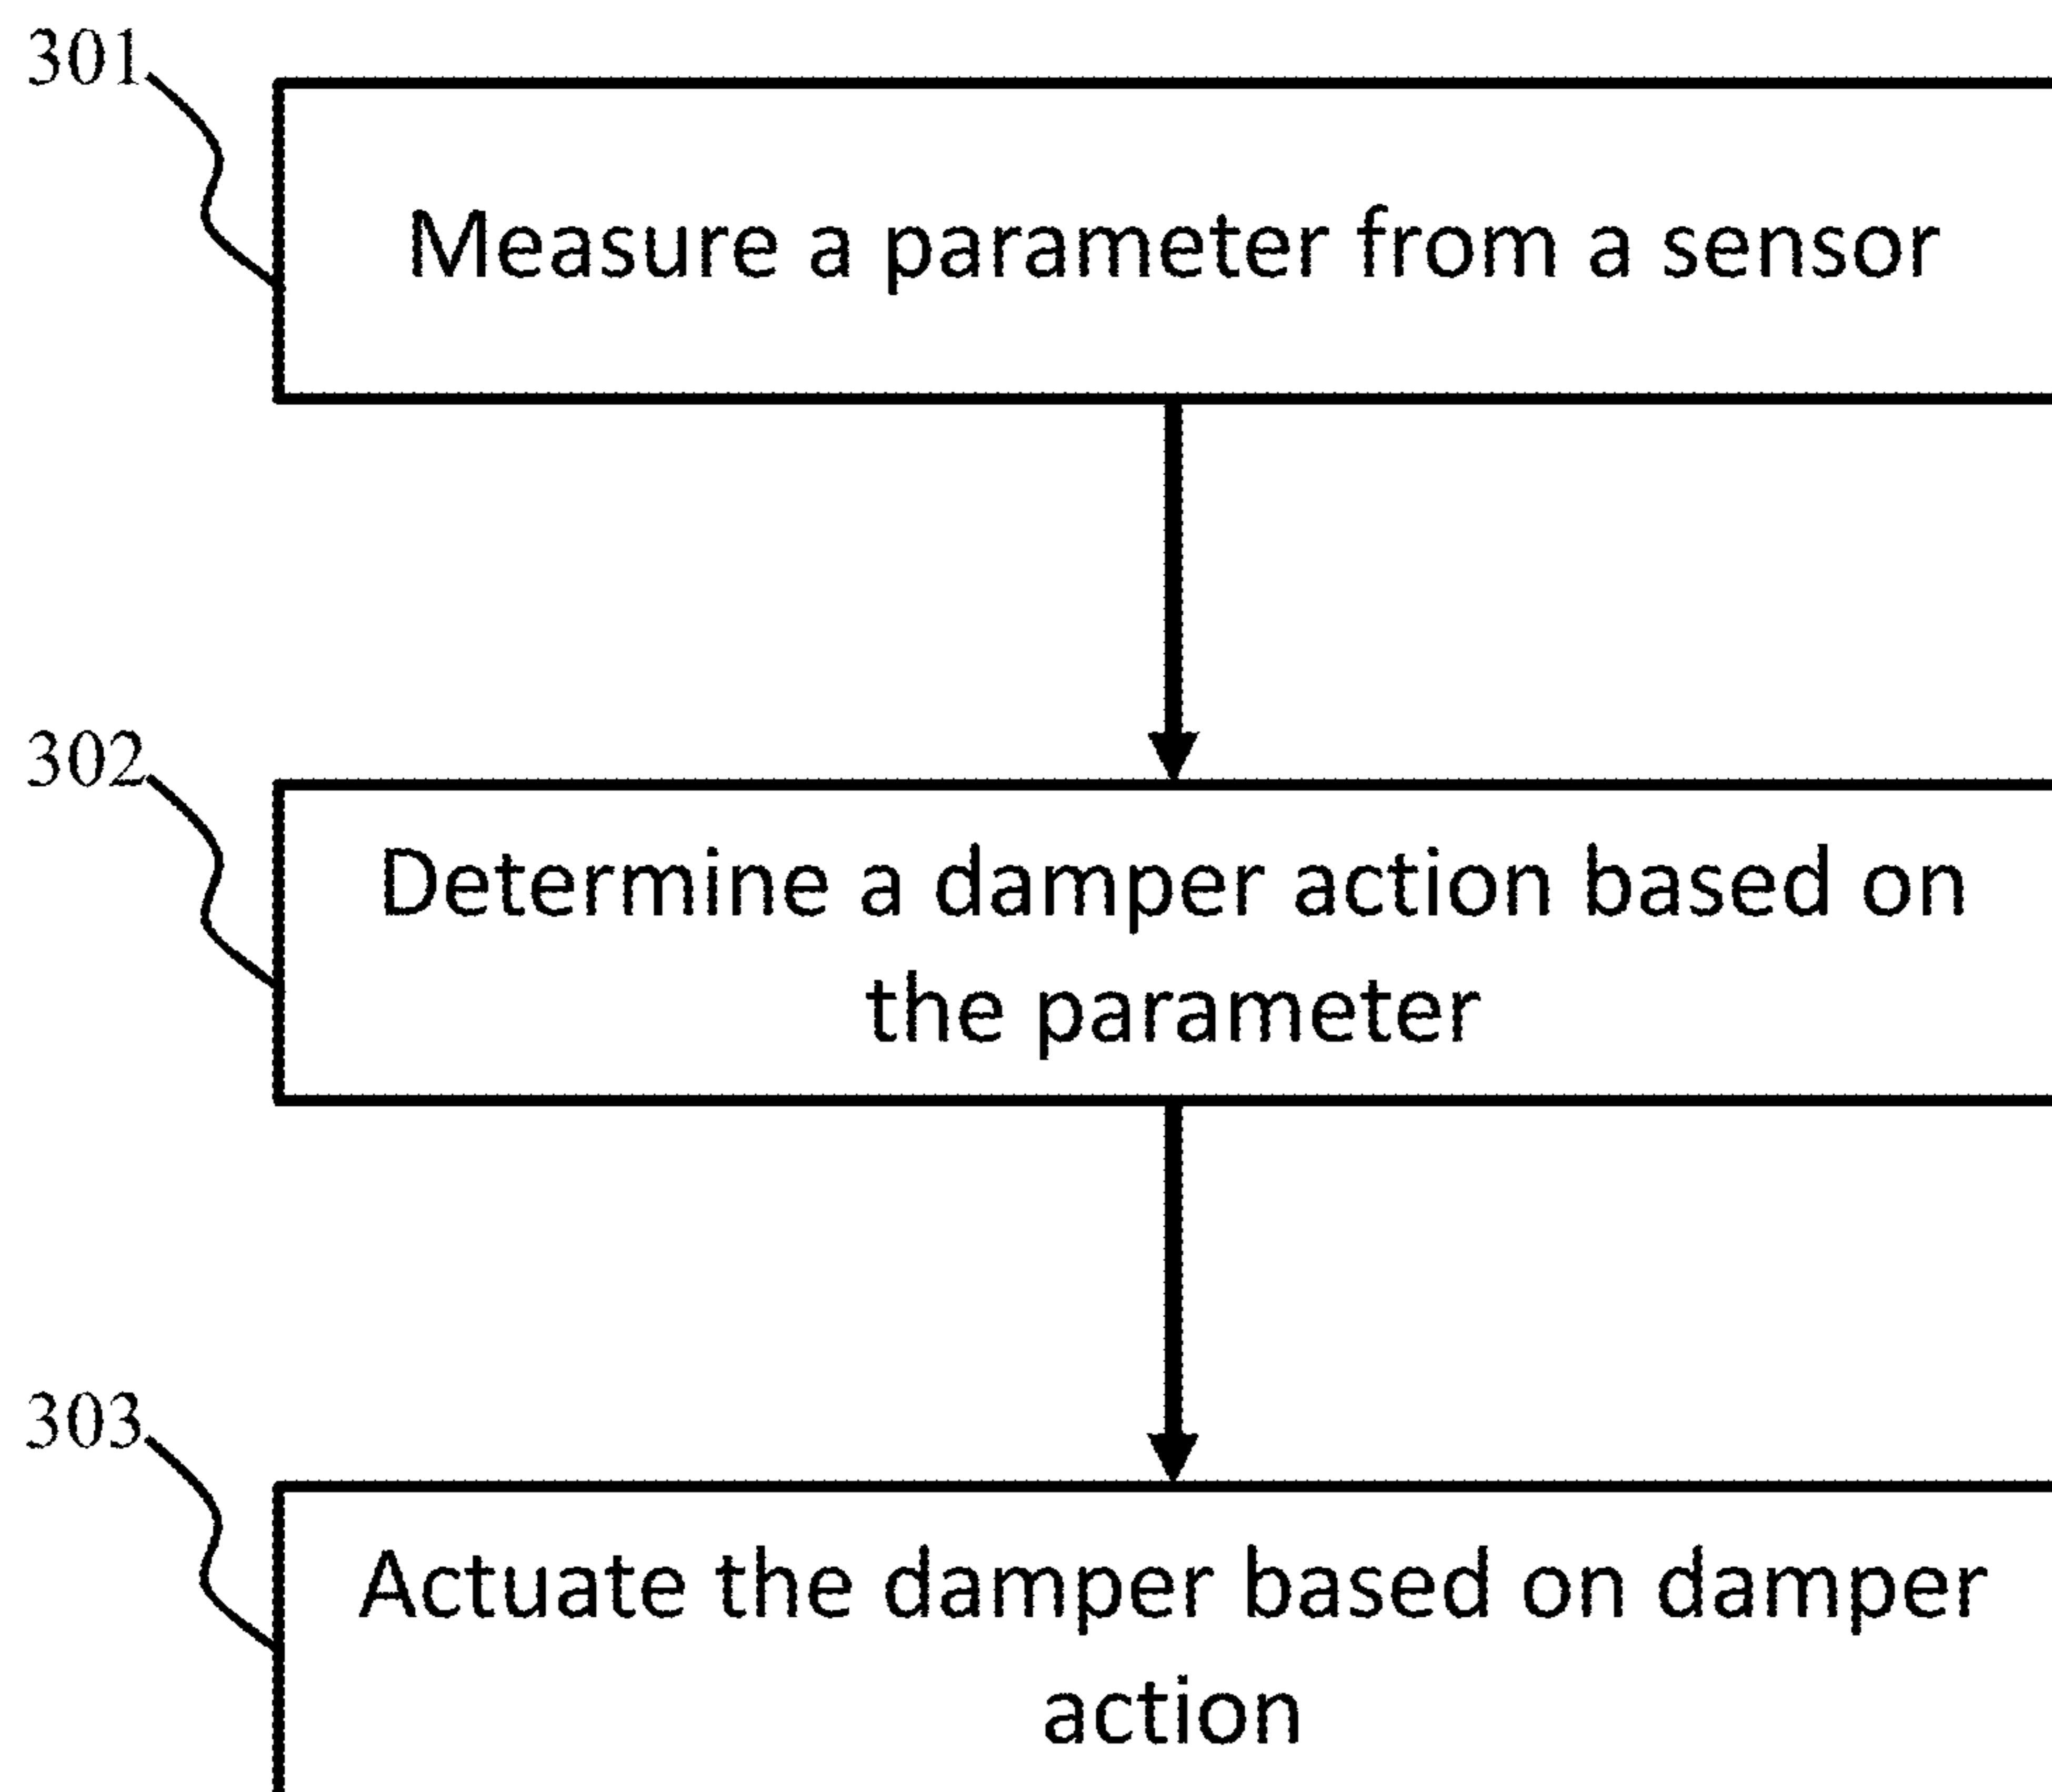 301
Measure a parameter from a sensor
302
Determine a damper action based on
the parameter
303
Actuate the damper based on damper
action